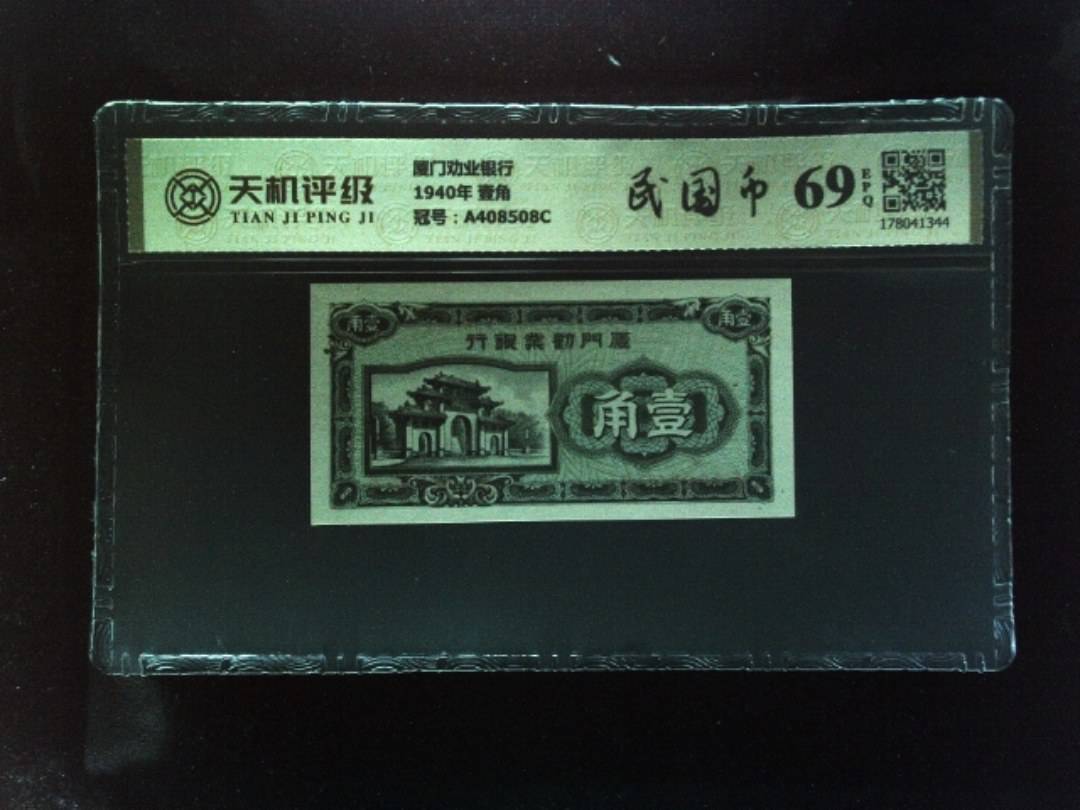 天机评级
TIAN JI PING JI
厦门劝业银行
1940年 壹角
冠号：A408508C
民国币
69
EPQ
178041344
角壹
角壹
行銀業勸門廈
角壹